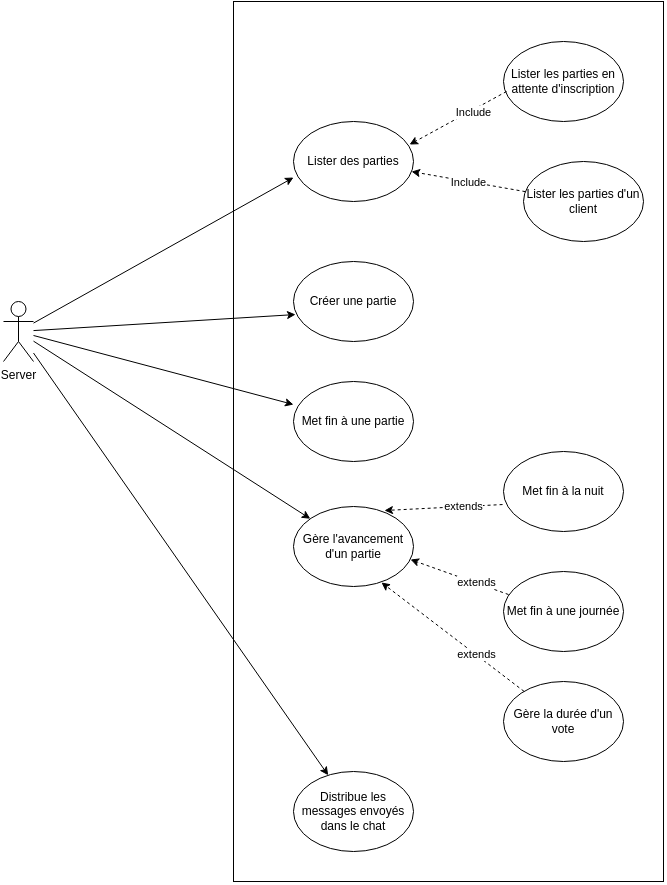 Lister les parties en
attente d'inscription
Include
Lister des parties
Include
Lister les parties d'un
client
Créer une partie
Server
Met fin à une partie
Met fin à la nuit
extends
Gère l'avancement
d'un partie
extends
Met fin à une journée
extends
Gère la durée d'un
vote
Distribue les
messages envoyés
dans le chat